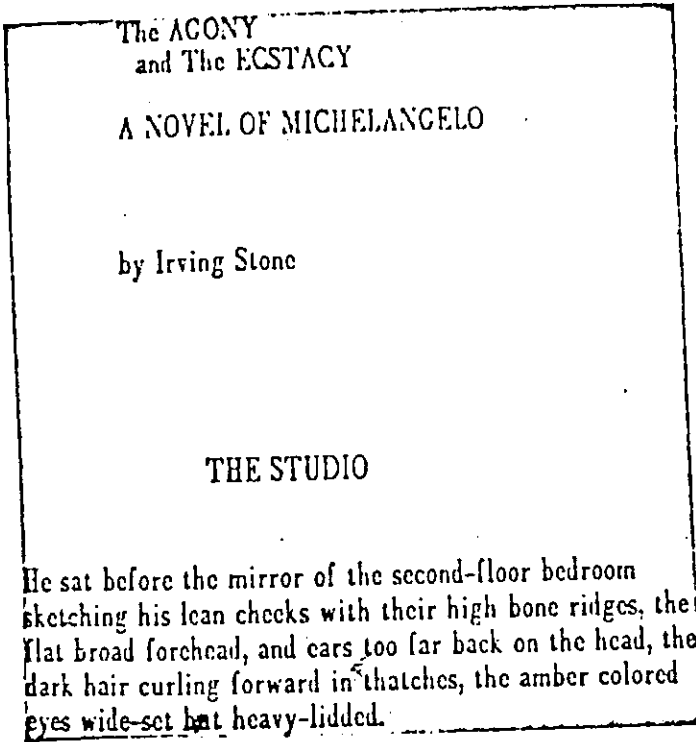 The AGONY
and The ECSTACY
A NOVEL OF MICHELANGELO
by Irving Stone
THE STUDIO
He sat before the mirror of the second-floor bedroom
sketching his lean cheeks with their high bone ridges, the
flat broad forehead, and ears too far back on the head, the
dark hair curling forward in thatches, the amber colored
eyes wide-set but heavy-lidded.